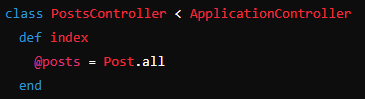 class PostsController < ApplicationController
  def index
    @posts = Post.all
  end